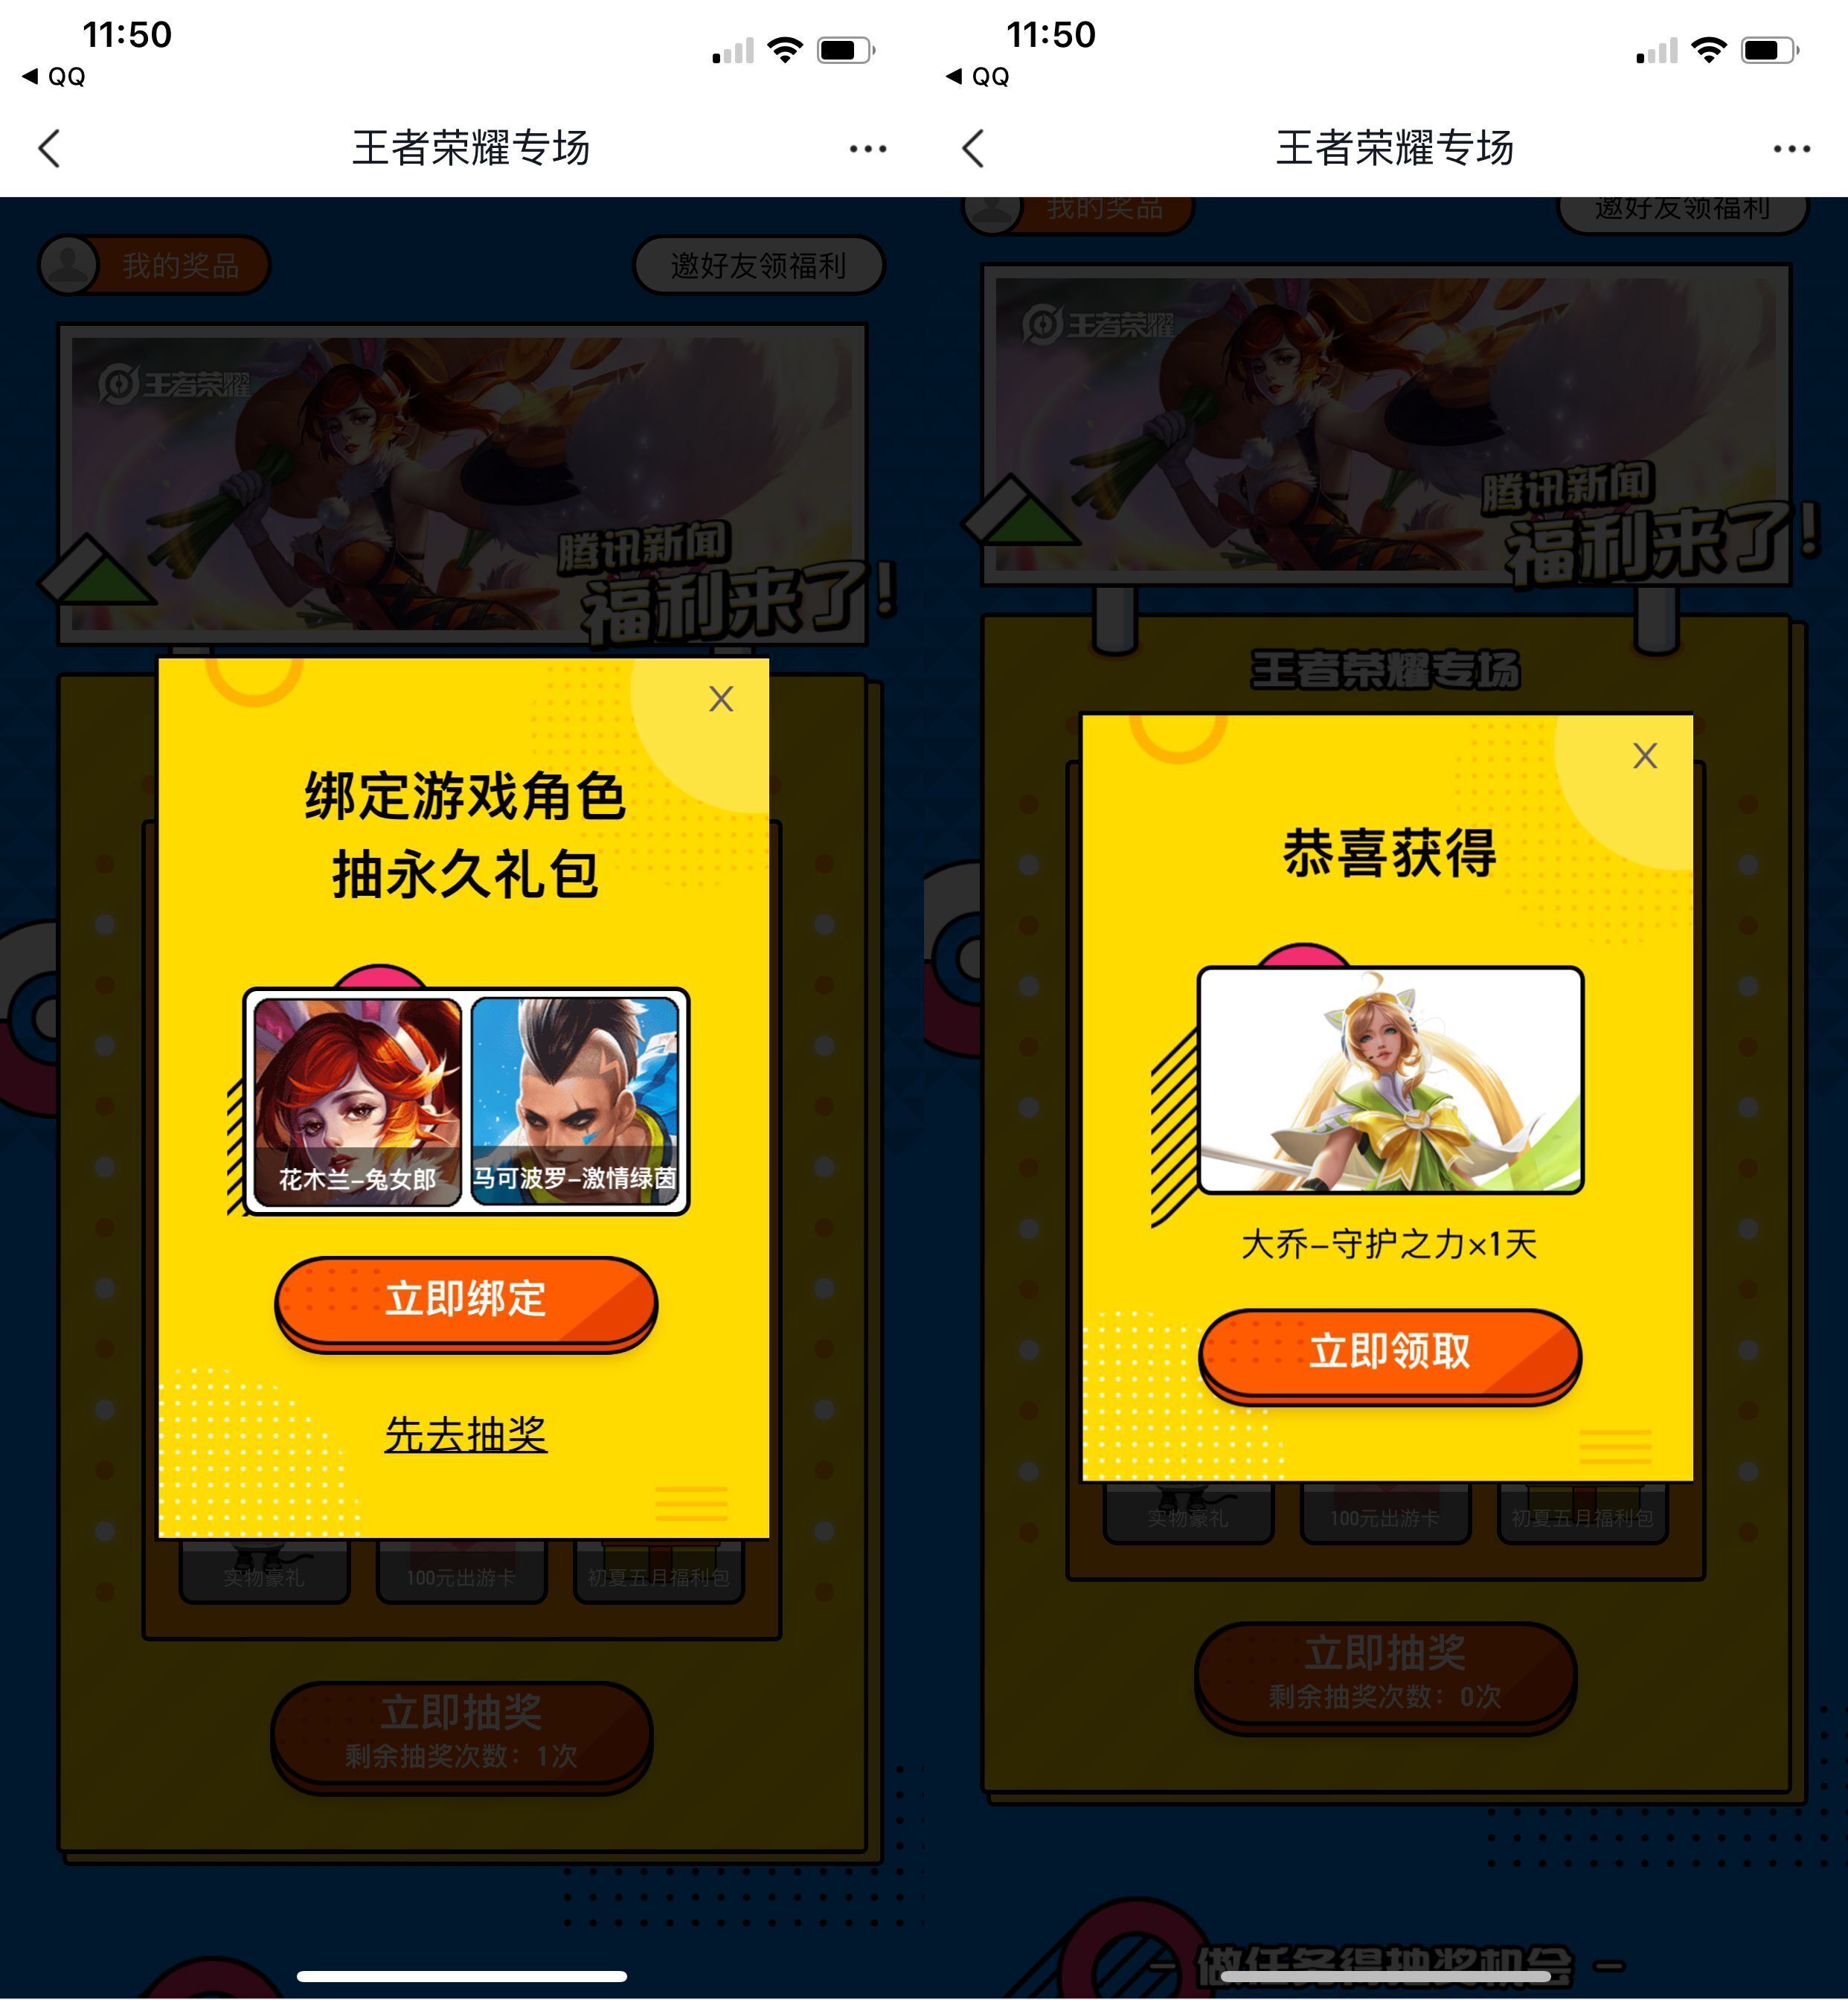 11:50
QQ
王者荣耀专场
我的奖品
邀好友领福利
王者荣耀
腾讯新闻
福利来了!
X
绑定游戏角色
抽永久礼包
花木兰-兔女郎
马可波罗-激情绿茵
立即绑定
先去抽奖
实物豪礼
100元出游卡
初夏五月福利包
立即抽奖
剩余抽奖次数：1次
11:50
QQ
王者荣耀专场
我的奖品
邀好友领福利
王者荣耀
腾讯新闻
福利来了!
王者荣耀专场
X
恭喜获得
大乔-守护之力×1天
立即领取
实物豪礼
100元出游卡
初夏五月福利包
立即抽奖
剩余抽奖次数：0次
做任务得抽奖机会